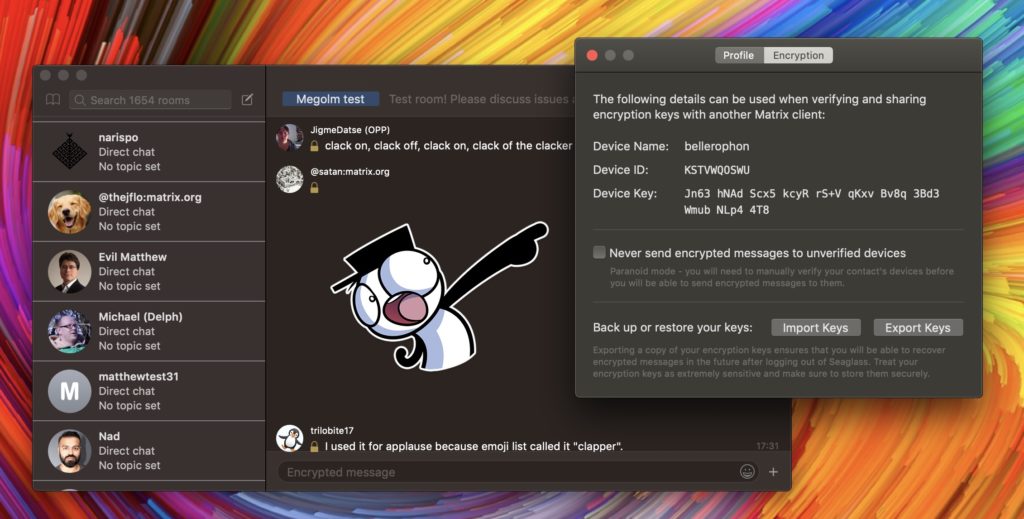 Search 1654 rooms
narispo
Direct chat
No topic set
@thejflo:matrix.org
Direct chat
No topic set
Evil Matthew
Direct chat
No topic set
Michael (Delph)
Direct chat
No topic set
M
matthewtest31
Direct chat
No topic set
Nad
Direct chat
No topic set
Megolm test
Test room! Please discuss issues a
JigmeDatse (OPP)
clack on, clack off, clack on, clack of the clacker
@satan:matrix.org
trilobite17
I used it for applause because emoji list called it "clapper".
17:31
Encrypted message
Profile
Encryption
The following details can be used when verifying and sharing
encryption keys with another Matrix client:
Device Name: bellerophon
Device ID: KSTVWQOSWU
Device Key: Jn63 hNAd Scx5 kcyR rS+V qKxv Bv8q 3Bd3
Wmub NLp4 4T8
Never send encrypted messages to unverified devices
Paranoid mode - you will need to manually verify your contact's devices before
you will be able to send encrypted messages to them.
Back up or restore your keys:
Import Keys
Export Keys
Exporting a copy of your encryption keys ensures that you will be able to recover
encrypted messages in the future after logging out of Seaglass. Treat your
encryption keys as extremely sensitive and make sure to store them securely.